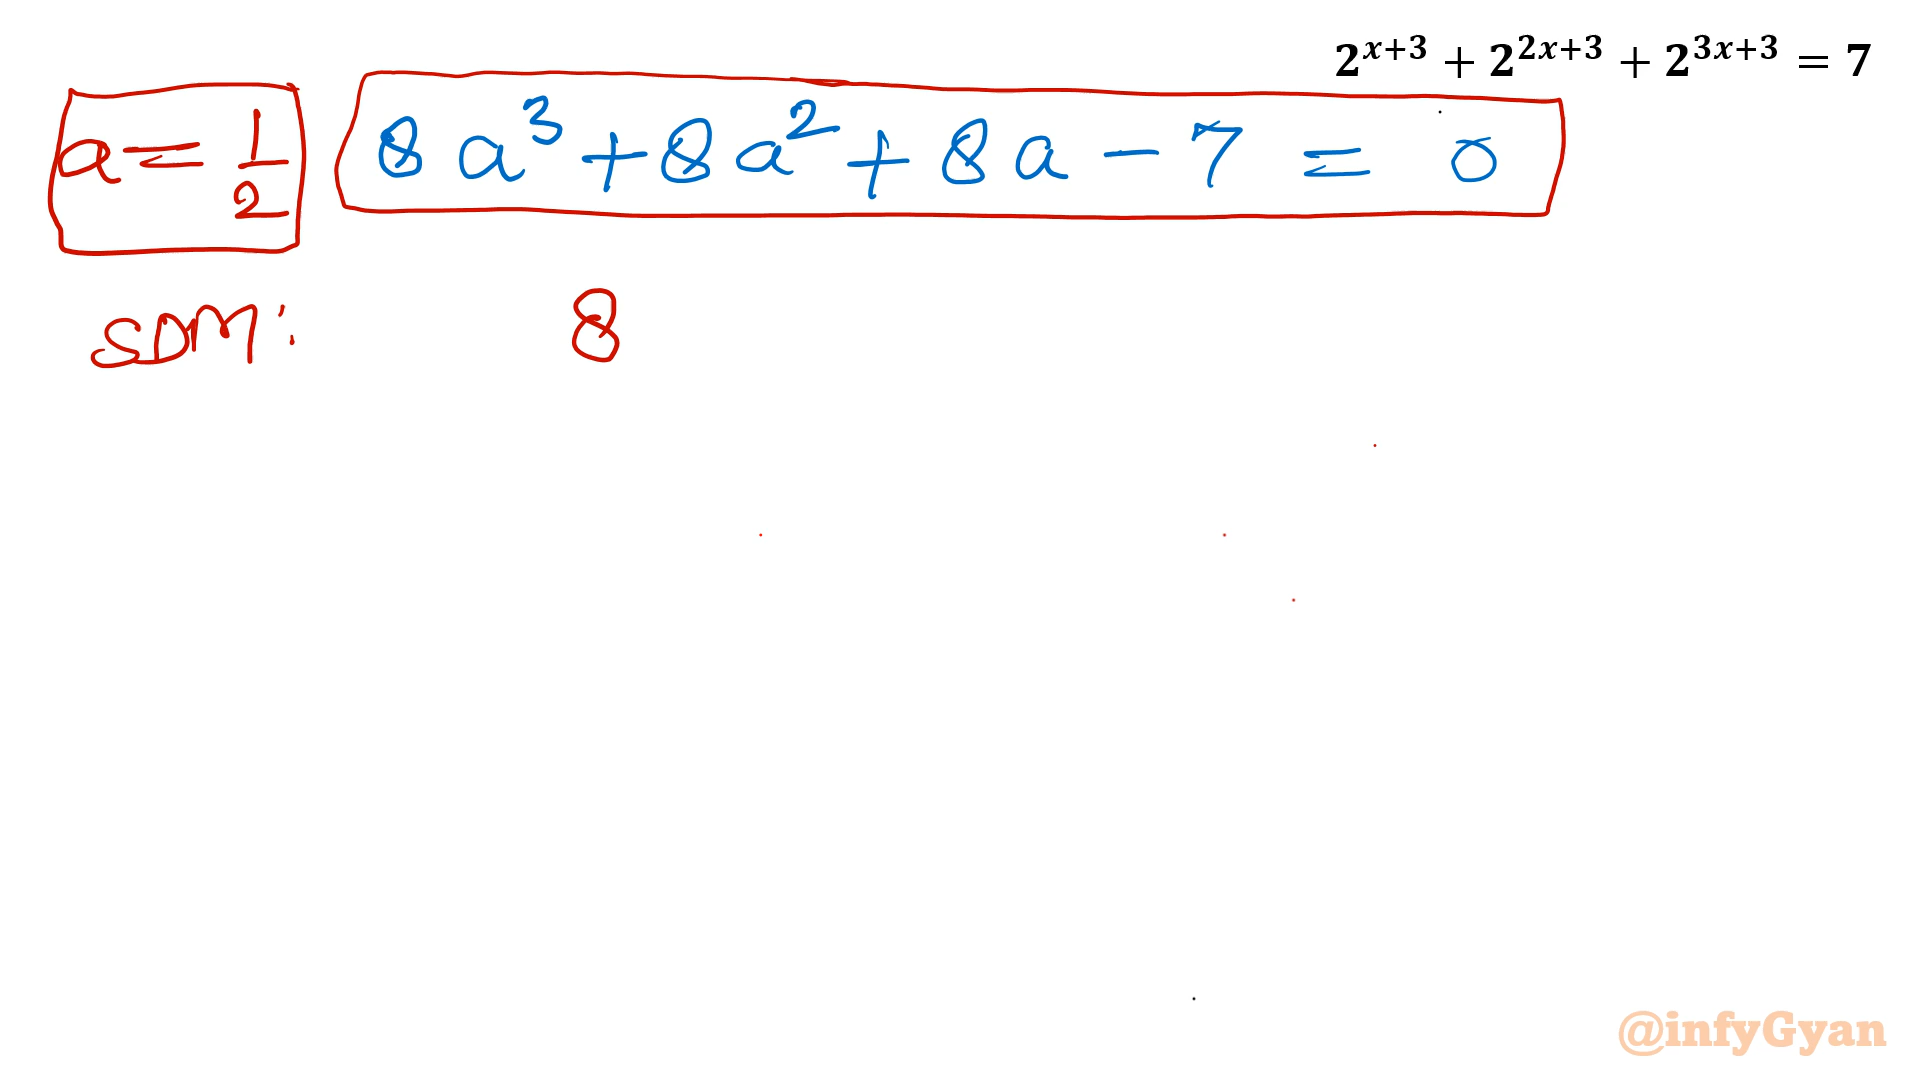 2^{x+3} + 2^{2x+3} + 2^{3x+3} = 7
a = 1/2
8a^3 + 8a^2 + 8a - 7 = 0
SDM: 8
@infyGyan